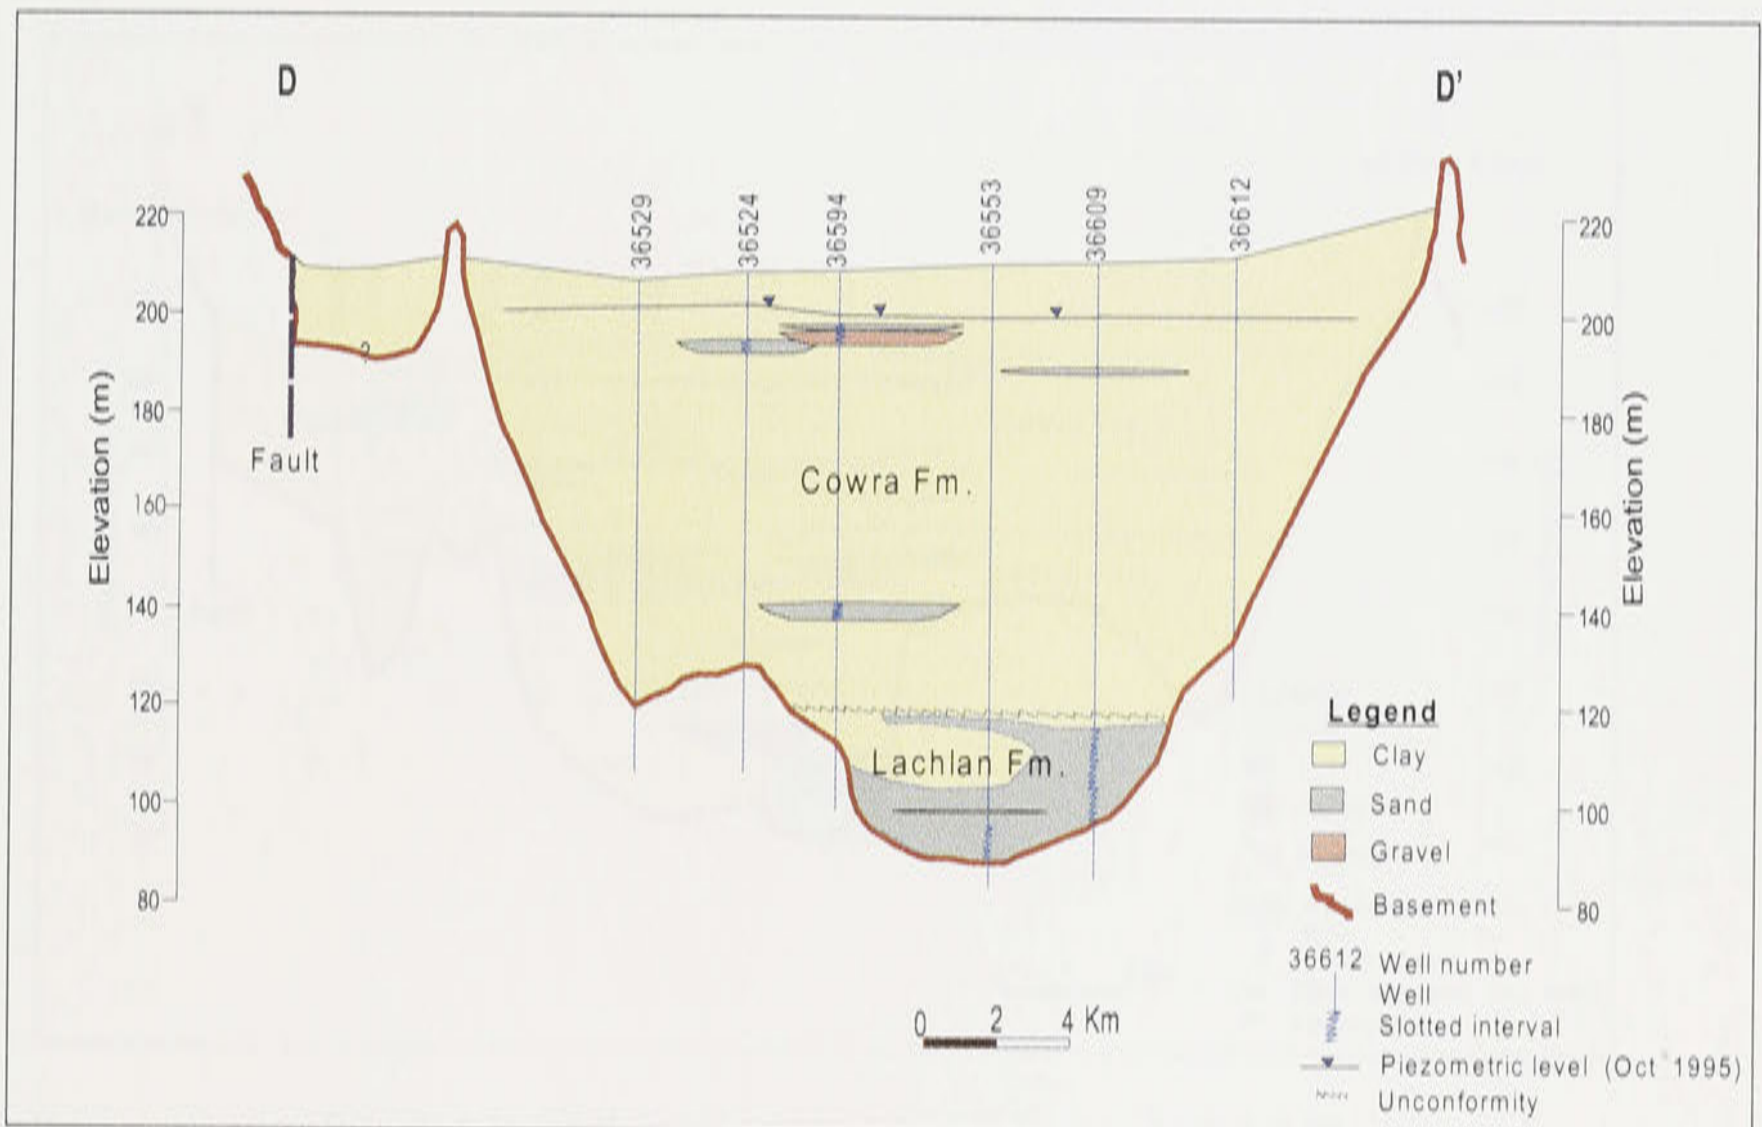 D
D'
36529
36524
36594
36553
36609
36612
220
200
180
160
140
120
100
80
Elevation (m)
220
200
180
160
140
120
100
80
Elevation (m)
?
Fault
Cowra Fm.
Lachlan Fm.
0 2 4 Km
Legend
Clay
Sand
Gravel
Basement
36612 Well number
Well
Slotted interval
Piezometric level (Oct 1995)
Unconformity